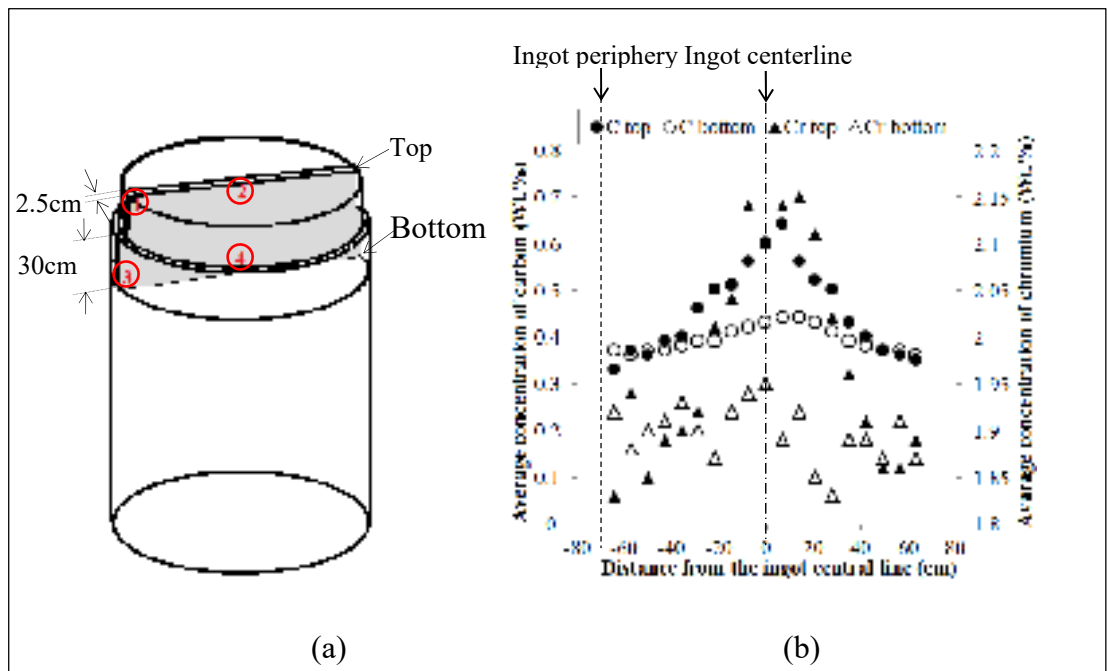 Top
2.5cm
Bottom
30cm
1
2
3
4
(a)
Ingot periphery Ingot centerline
C top C bottom Cr top Cr bottom
Average concentration of carbon (Wt.%)
0.8
0.7
0.6
0.5
0.4
0.3
0.2
0.1
0
2.2
2.15
2.1
2.05
2
1.95
1.9
1.85
1.8
Avarage concentration of chromium (Wt.%)
-80 -60 -40 -20 0 20 40 60 80
Distance from the ingot central line (cm)
(b)